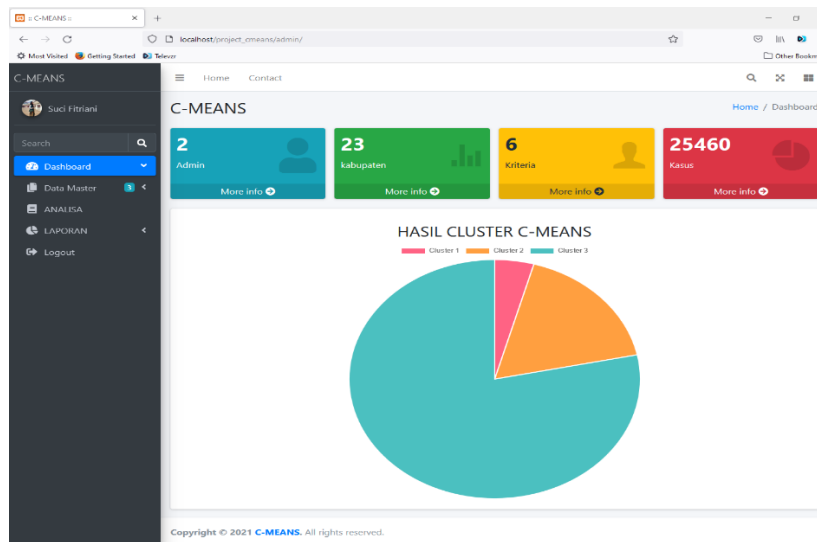 :: C-MEANS ::
localhost/project_cmeans/admin/
Most Visited Getting Started Televzr Other Bookm
C-MEANS
Home Contact
Suci Fitriani
C-MEANS
Home / Dashboard
Search
Dashboard
Data Master 3
ANALISA
LAPORAN
Logout
2
Admin
More info
23
kabupaten
More info
6
Kriteria
More info
25460
Kasus
More info
HASIL CLUSTER C-MEANS
Cluster 1 Cluster 2 Cluster 3
Copyright © 2021 C-MEANS. All rights reserved.